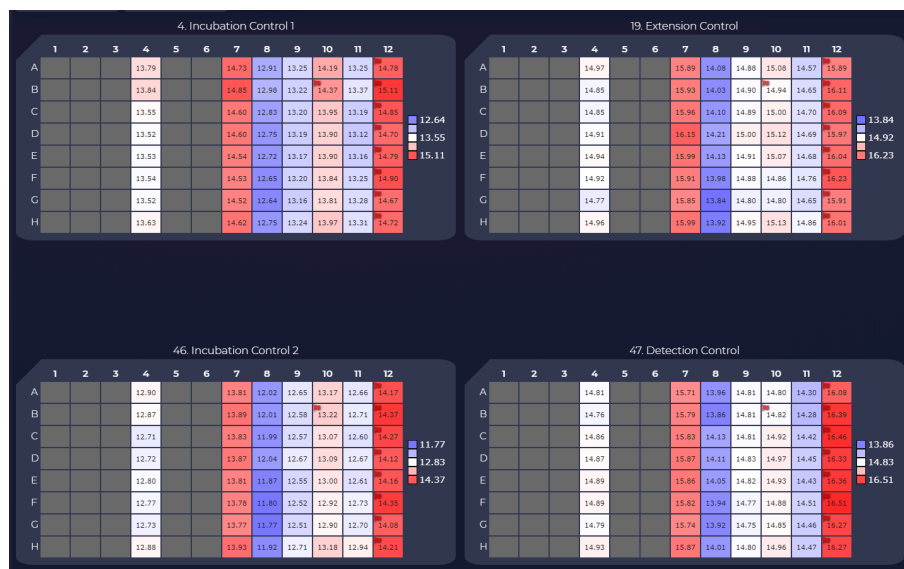 4. Incubation Control 1
1 2 3 4 5 6 7 8 9 10 11 12
A 13.79 14.73 12.91 13.25 14.19 13.25 14.78
B 13.84 14.85 12.98 13.22 14.37 13.37 15.11
C 13.55 14.60 12.83 13.20 13.95 13.19 14.85
D 13.52 14.60 12.75 13.19 13.90 13.12 14.70
E 13.53 14.54 12.72 13.17 13.90 13.16 14.79
F 13.54 14.53 12.65 13.20 13.84 13.25 14.90
G 13.52 14.52 12.64 13.16 13.81 13.28 14.67
H 13.63 14.62 12.75 13.24 13.97 13.31 14.72
12.64
13.55
15.11
19. Extension Control
1 2 3 4 5 6 7 8 9 10 11 12
A 14.97 15.89 14.08 14.88 15.08 14.57 15.89
B 14.85 15.93 14.03 14.90 14.94 14.65 16.11
C 14.85 15.96 14.10 14.89 15.00 14.70 16.09
D 14.91 16.15 14.21 15.00 15.12 14.69 15.97
E 14.94 15.99 14.13 14.91 15.07 14.68 16.04
F 14.92 15.91 13.98 14.88 14.86 14.76 16.23
G 14.77 15.85 13.84 14.80 14.80 14.65 15.91
H 14.96 15.99 13.92 14.95 15.13 14.86 16.01
13.84
14.92
16.23
46. Incubation Control 2
1 2 3 4 5 6 7 8 9 10 11 12
A 12.90 13.81 12.02 12.65 13.17 12.66 14.17
B 12.87 13.89 12.01 12.58 13.22 12.71 14.37
C 12.71 13.83 11.99 12.57 13.07 12.60 14.27
D 12.72 13.87 12.04 12.67 13.09 12.67 14.12
E 12.80 13.81 11.87 12.55 13.00 12.61 14.16
F 12.77 13.78 11.80 12.52 12.92 12.73 14.35
G 12.73 13.77 11.77 12.51 12.90 12.70 14.08
H 12.88 13.93 11.92 12.71 13.18 12.94 14.21
11.77
12.83
14.37
47. Detection Control
1 2 3 4 5 6 7 8 9 10 11 12
A 14.81 15.71 13.96 14.81 14.80 14.30 16.08
B 14.76 15.79 13.86 14.81 14.82 14.28 16.39
C 14.86 15.83 14.13 14.81 14.92 14.42 16.46
D 14.87 15.87 14.11 14.83 14.97 14.45 16.33
E 14.89 15.86 14.05 14.82 14.93 14.43 16.36
F 14.89 15.82 13.94 14.77 14.88 14.51 16.51
G 14.79 15.74 13.92 14.75 14.85 14.46 16.27
H 14.93 15.87 14.01 14.80 14.96 14.47 16.27
13.86
14.83
16.51